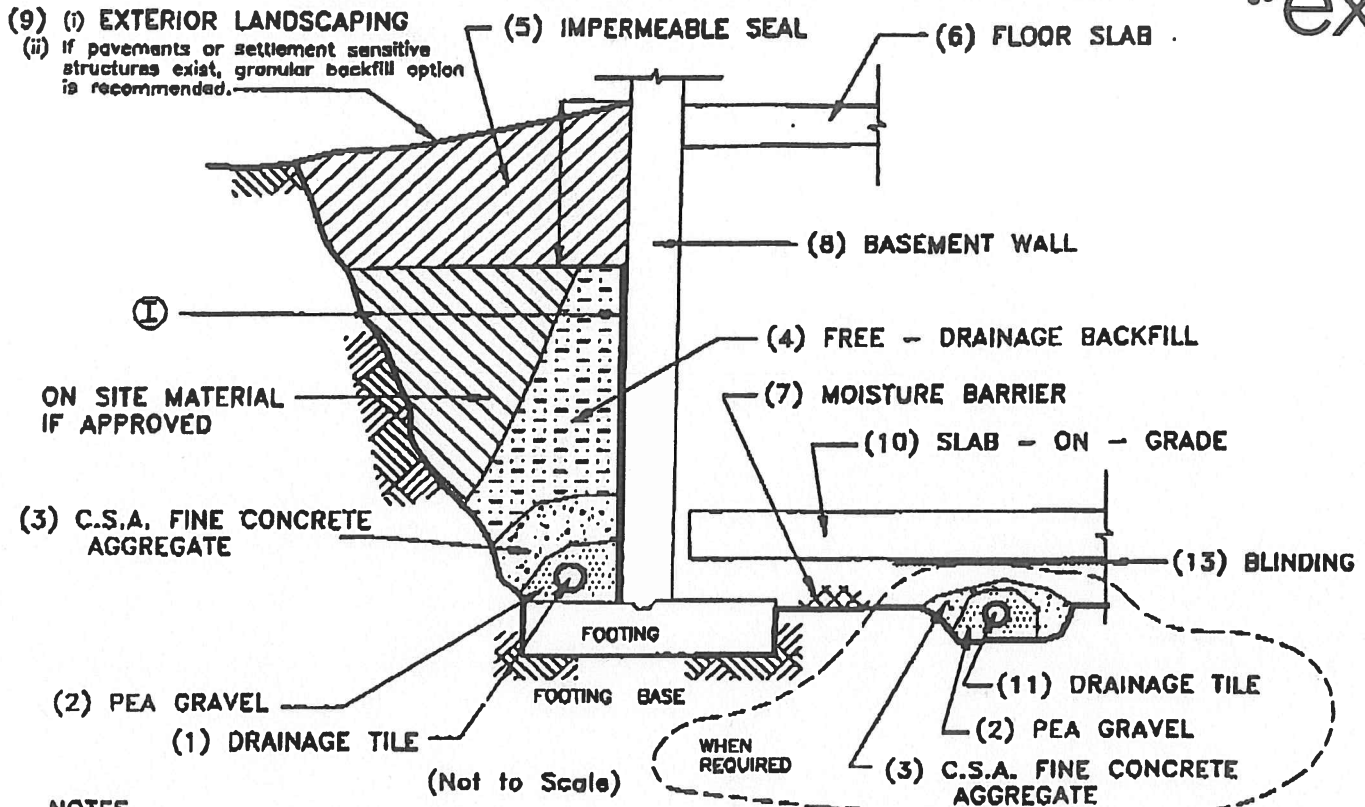 (9) (i) EXTERIOR LANDSCAPING
(ii) If pavements or settlement sensitive
structures exist, granular backfill option
is recommended.
(5) IMPERMEABLE SEAL
(6) FLOOR SLAB
ex
(8) BASEMENT WALL
I
(4) FREE - DRAINAGE BACKFILL
ON SITE MATERIAL
IF APPROVED
(7) MOISTURE BARRIER
(10) SLAB - ON - GRADE
(3) C.S.A. FINE CONCRETE
AGGREGATE
(13) BLINDING
FOOTING
FOOTING BASE
(2) PEA GRAVEL
(1) DRAINAGE TILE
(11) DRAINAGE TILE
(2) PEA GRAVEL
WHEN
REQUIRED
(3) C.S.A. FINE CONCRETE
AGGREGATE
(Not to Scale)
NOTES